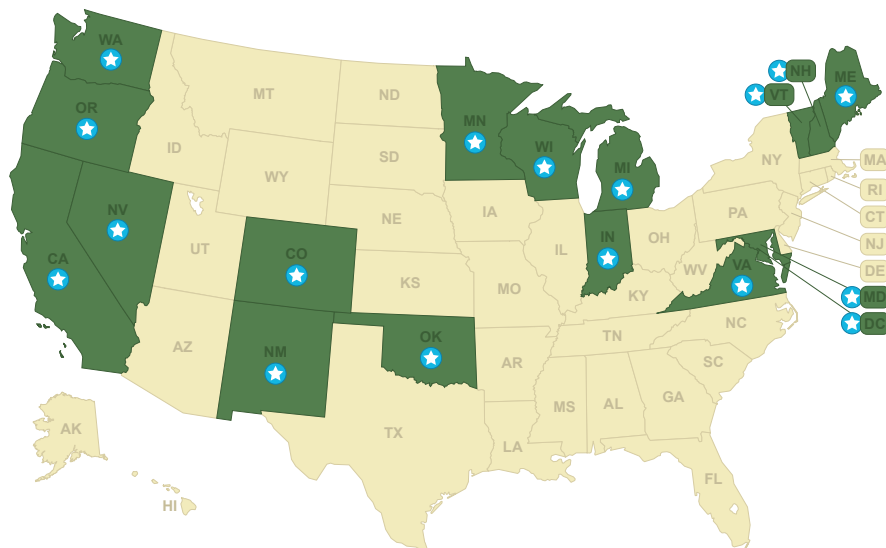 WA
NH
ME
VT
MT
ND
OR
MN
WI
ID
SD
MI
NY
MA
WY
RI
NV
NE
IA
PA
CT
UT
CO
IL
IN
OH
NJ
CA
WV
VA
DE
KS
MO
KY
MD
AZ
NM
OK
TN
NC
DC
AR
SC
MS
AL
GA
AK
TX
LA
FL
HI